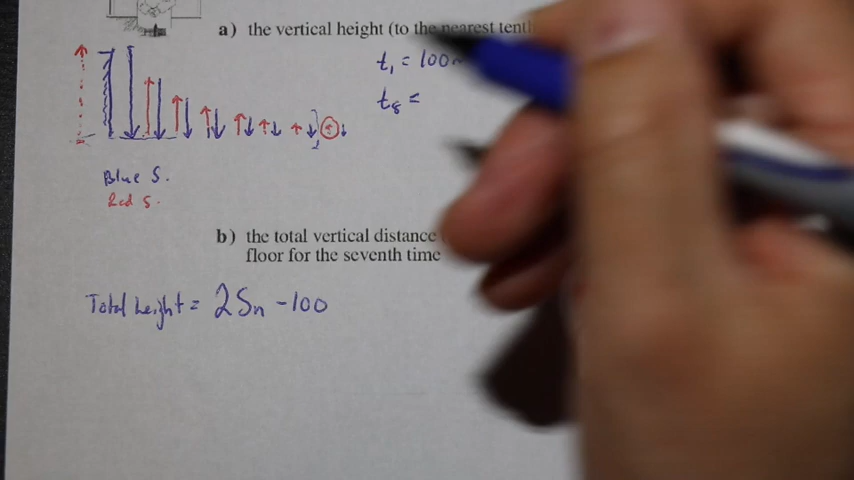 a) the vertical height (to the nearest
t₁ = 100
t₈ =
Blue S.
Red S.
b) the total vertical distance
floor for the seventh time
Total height = 2Sn - 100